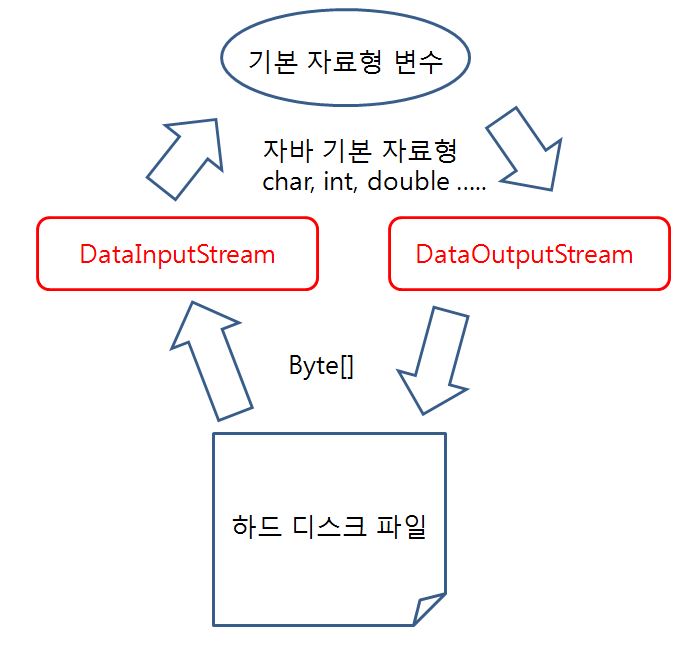 기본 자료형 변수
자바 기본 자료형
char, int, double .....
DataInputStream
DataOutputStream
Byte[]
하드 디스크 파일